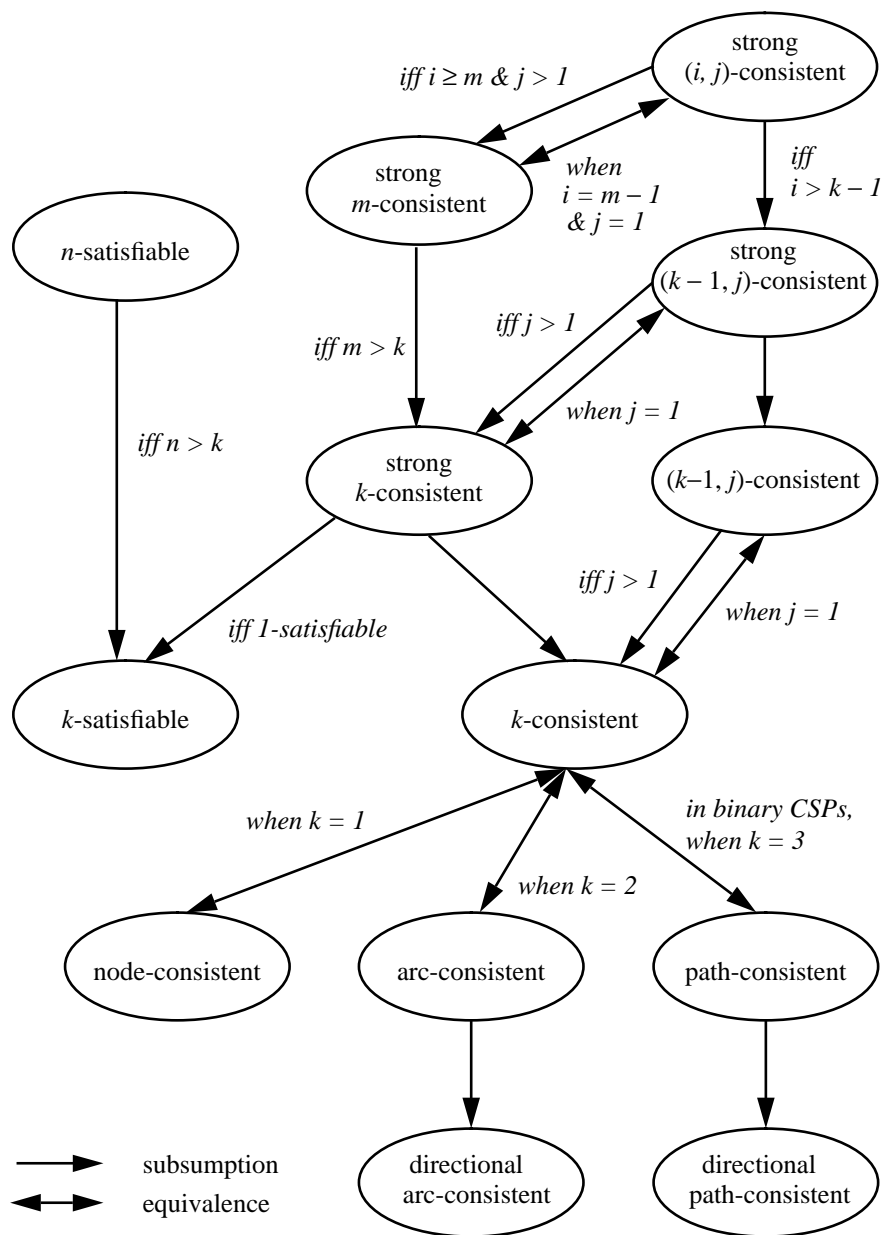 strong
(i, j)-consistent
iff i ≥ m & j > 1
when
i = m – 1
& j = 1
iff
i > k – 1
strong
m-consistent
n-satisfiable
strong
(k – 1, j)-consistent
iff j > 1
iff m > k
when j = 1
iff n > k
strong
k-consistent
(k–1, j)-consistent
iff j > 1
when j = 1
iff 1-satisfiable
k-satisfiable
k-consistent
when k = 1
in binary CSPs,
when k = 3
when k = 2
node-consistent
arc-consistent
path-consistent
subsumption
equivalence
directional
arc-consistent
directional
path-consistent